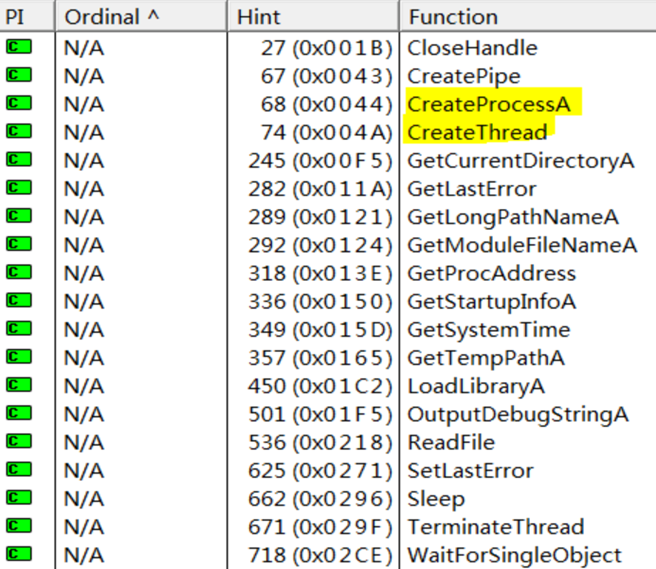 PI Ordinal ^ Hint Function
C N/A 27 (0x001B) CloseHandle
C N/A 67 (0x0043) CreatePipe
C N/A 68 (0x0044) CreateProcessA
C N/A 74 (0x004A) CreateThread
C N/A 245 (0x00F5) GetCurrentDirectoryA
C N/A 282 (0x011A) GetLastError
C N/A 289 (0x0121) GetLongPathNameA
C N/A 292 (0x0124) GetModuleFileNameA
C N/A 318 (0x013E) GetProcAddress
C N/A 336 (0x0150) GetStartupInfoA
C N/A 349 (0x015D) GetSystemTime
C N/A 357 (0x0165) GetTempPathA
C N/A 450 (0x01C2) LoadLibraryA
C N/A 501 (0x01F5) OutputDebugStringA
C N/A 536 (0x0218) ReadFile
C N/A 625 (0x0271) SetLastError
C N/A 662 (0x0296) Sleep
C N/A 671 (0x029F) TerminateThread
C N/A 718 (0x02CE) WaitForSingleObject